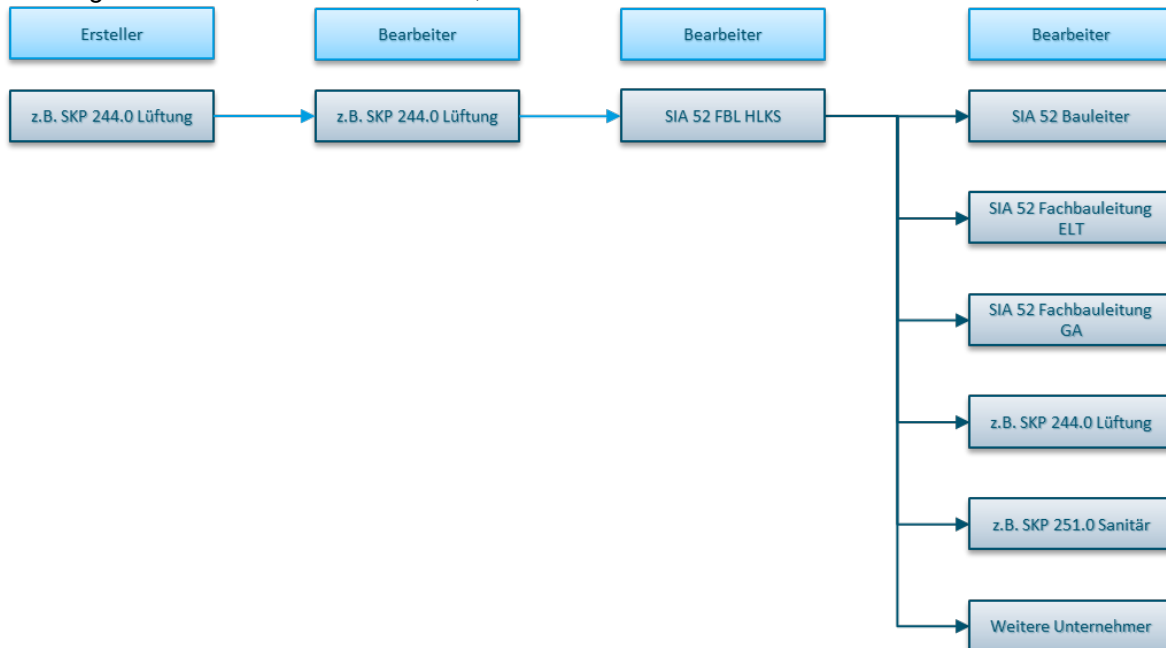 Ersteller
Bearbeiter
Bearbeiter
Bearbeiter
z.B. SKP 244.0 Lüftung
z.B. SKP 244.0 Lüftung
SIA 52 FBL HLKS
SIA 52 Bauleiter
SIA 52 Fachbauleitung
ELT
SIA 52 Fachbauleitung
GA
z.B. SKP 244.0 Lüftung
z.B. SKP 251.0 Sanitär
Weitere Unternehmer